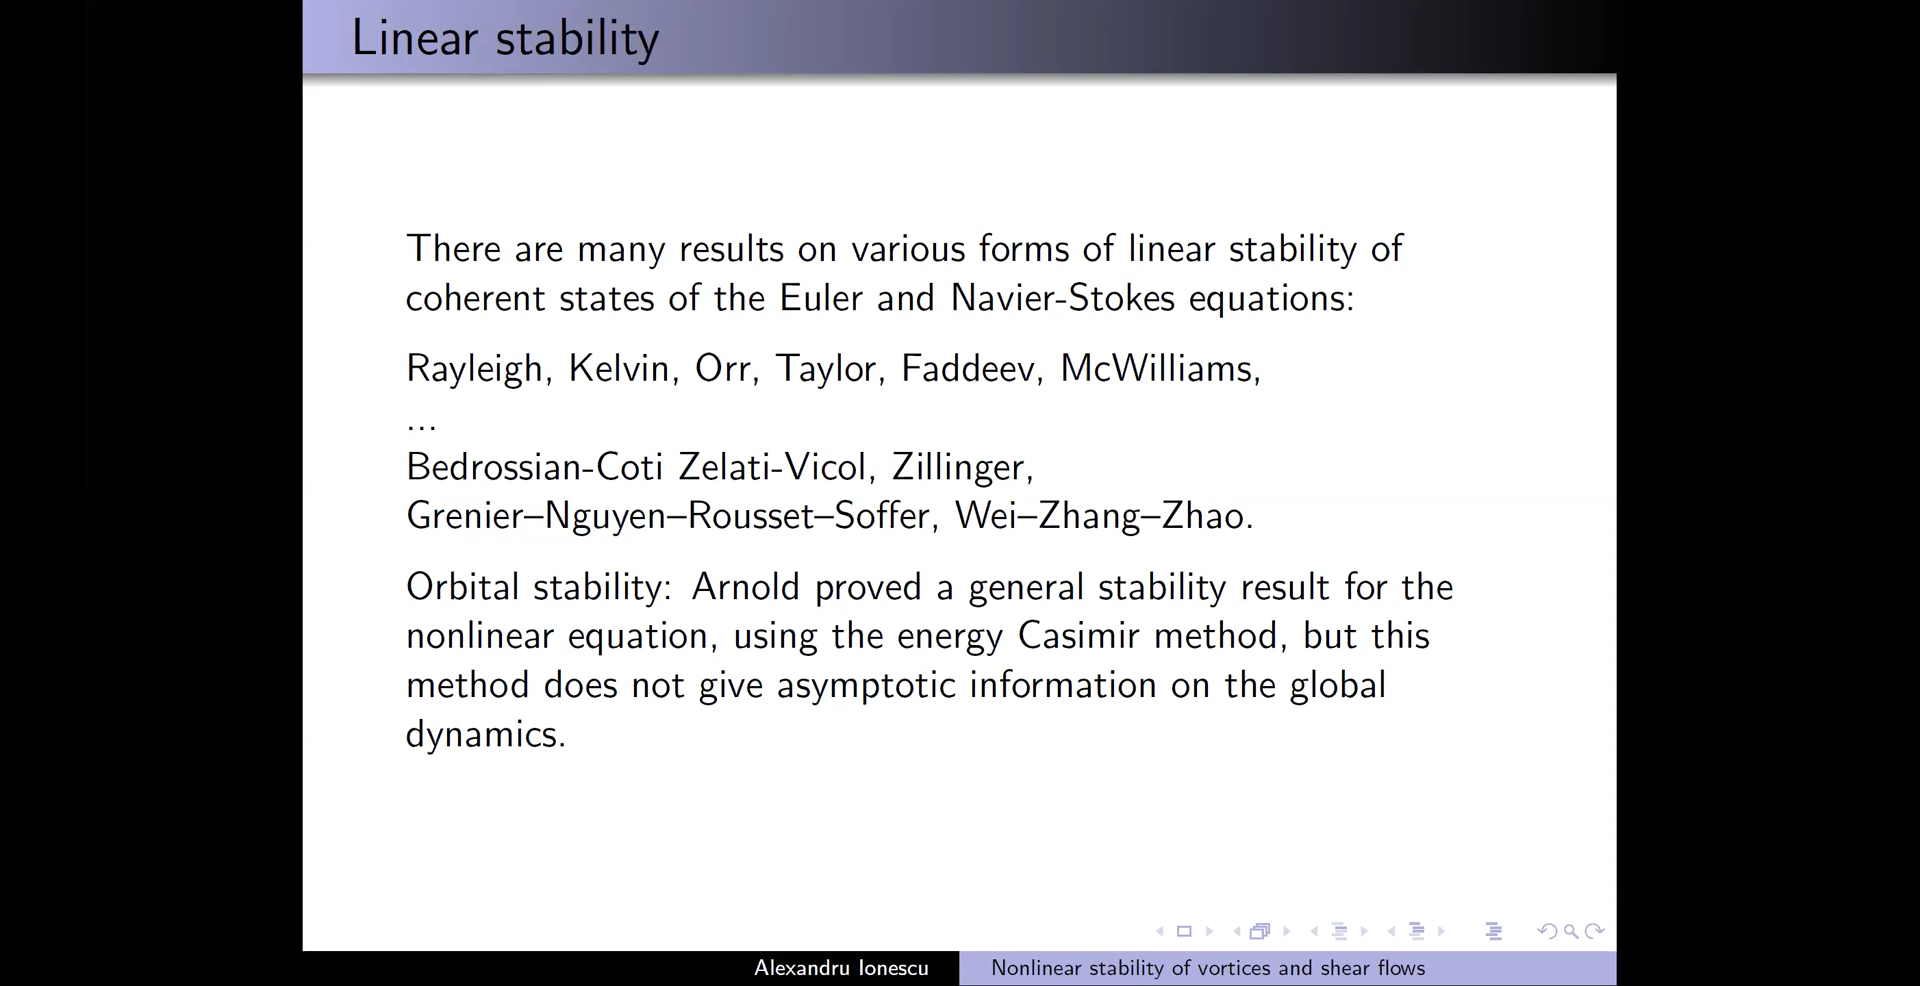 Linear stability
There are many results on various forms of linear stability of
coherent states of the Euler and Navier-Stokes equations:
Rayleigh, Kelvin, Orr, Taylor, Faddeev, McWilliams,
...
Bedrossian-Coti Zelati-Vicol, Zillinger,
Grenier–Nguyen–Rousset–Soffer, Wei–Zhang–Zhao.
Orbital stability: Arnold proved a general stability result for the
nonlinear equation, using the energy Casimir method, but this
method does not give asymptotic information on the global
dynamics.
Alexandru Ionescu
Nonlinear stability of vortices and shear flows